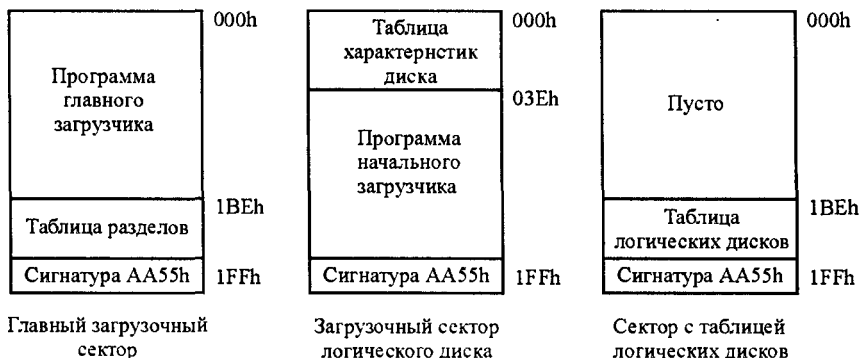 000h
Программа
главного
загрузчика
1BEh
Таблица разделов
Сигнатура AA55h
1FFh
Главный загрузочный
сектор
000h
Таблица
характернстик
диска
03Eh
Программа
начального
загрузчика
Сигнатура AA55h
1FFh
Загрузочный сектор
логического диска
000h
Пусто
1BEh
Таблица
логических дисков
Сигнатура AA55h
1FFh
Сектор с таблицей
логических дисков